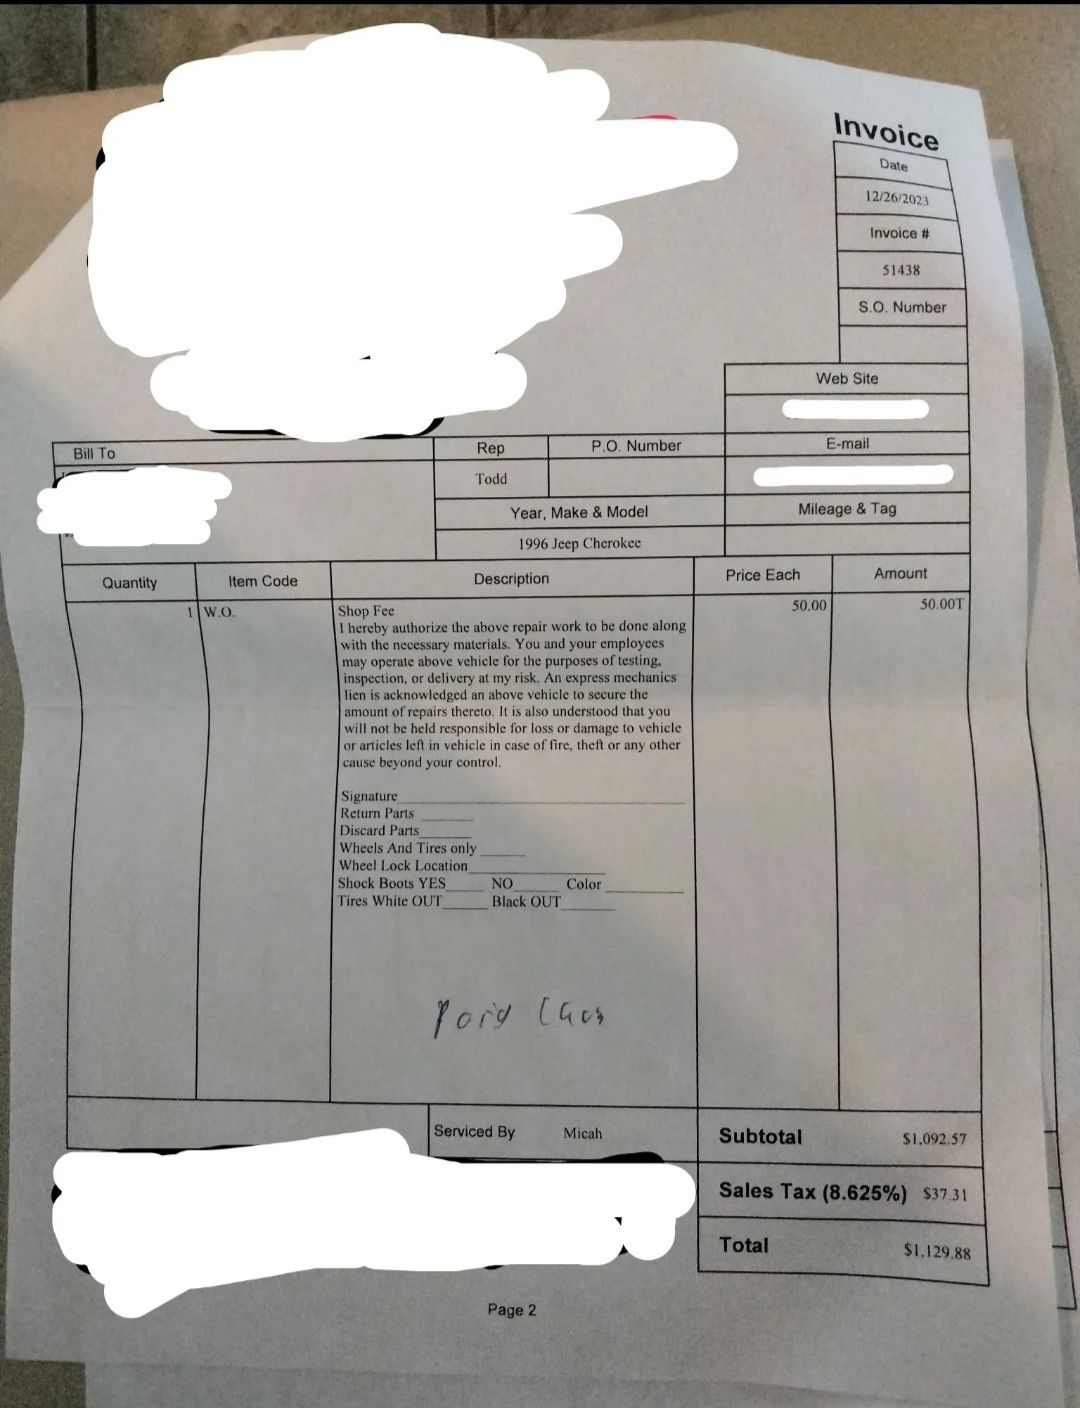 Invoice
Date
12/26/2023
Invoice #
51438
S.O. Number
Web Site
Bill To
Rep
P.O. Number
E-mail
Todd
Year, Make & Model
Mileage & Tag
1996 Jeep Cherokee
Quantity Item Code Description Price Each Amount
1 W.O. Shop Fee 50.00 50.00T
I hereby authorize the above repair work to be done along
with the necessary materials. You and your employees
may operate above vehicle for the purposes of testing,
inspection, or delivery at my risk. An express mechanics
lien is acknowledged an above vehicle to secure the
amount of repairs thereto. It is also understood that you
will not be held responsible for loss or damage to vehicle
or articles left in vehicle in case of fire, theft or any other
cause beyond your control.
Signature
Return Parts
Discard Parts
Wheels And Tires only
Wheel Lock Location
Shock Boots YES NO Color
Tires White OUT Black OUT
Paid
Serviced By Micah
Subtotal $1,092.57
Sales Tax (8.625%) $37.31
Total $1,129.88
Page 2